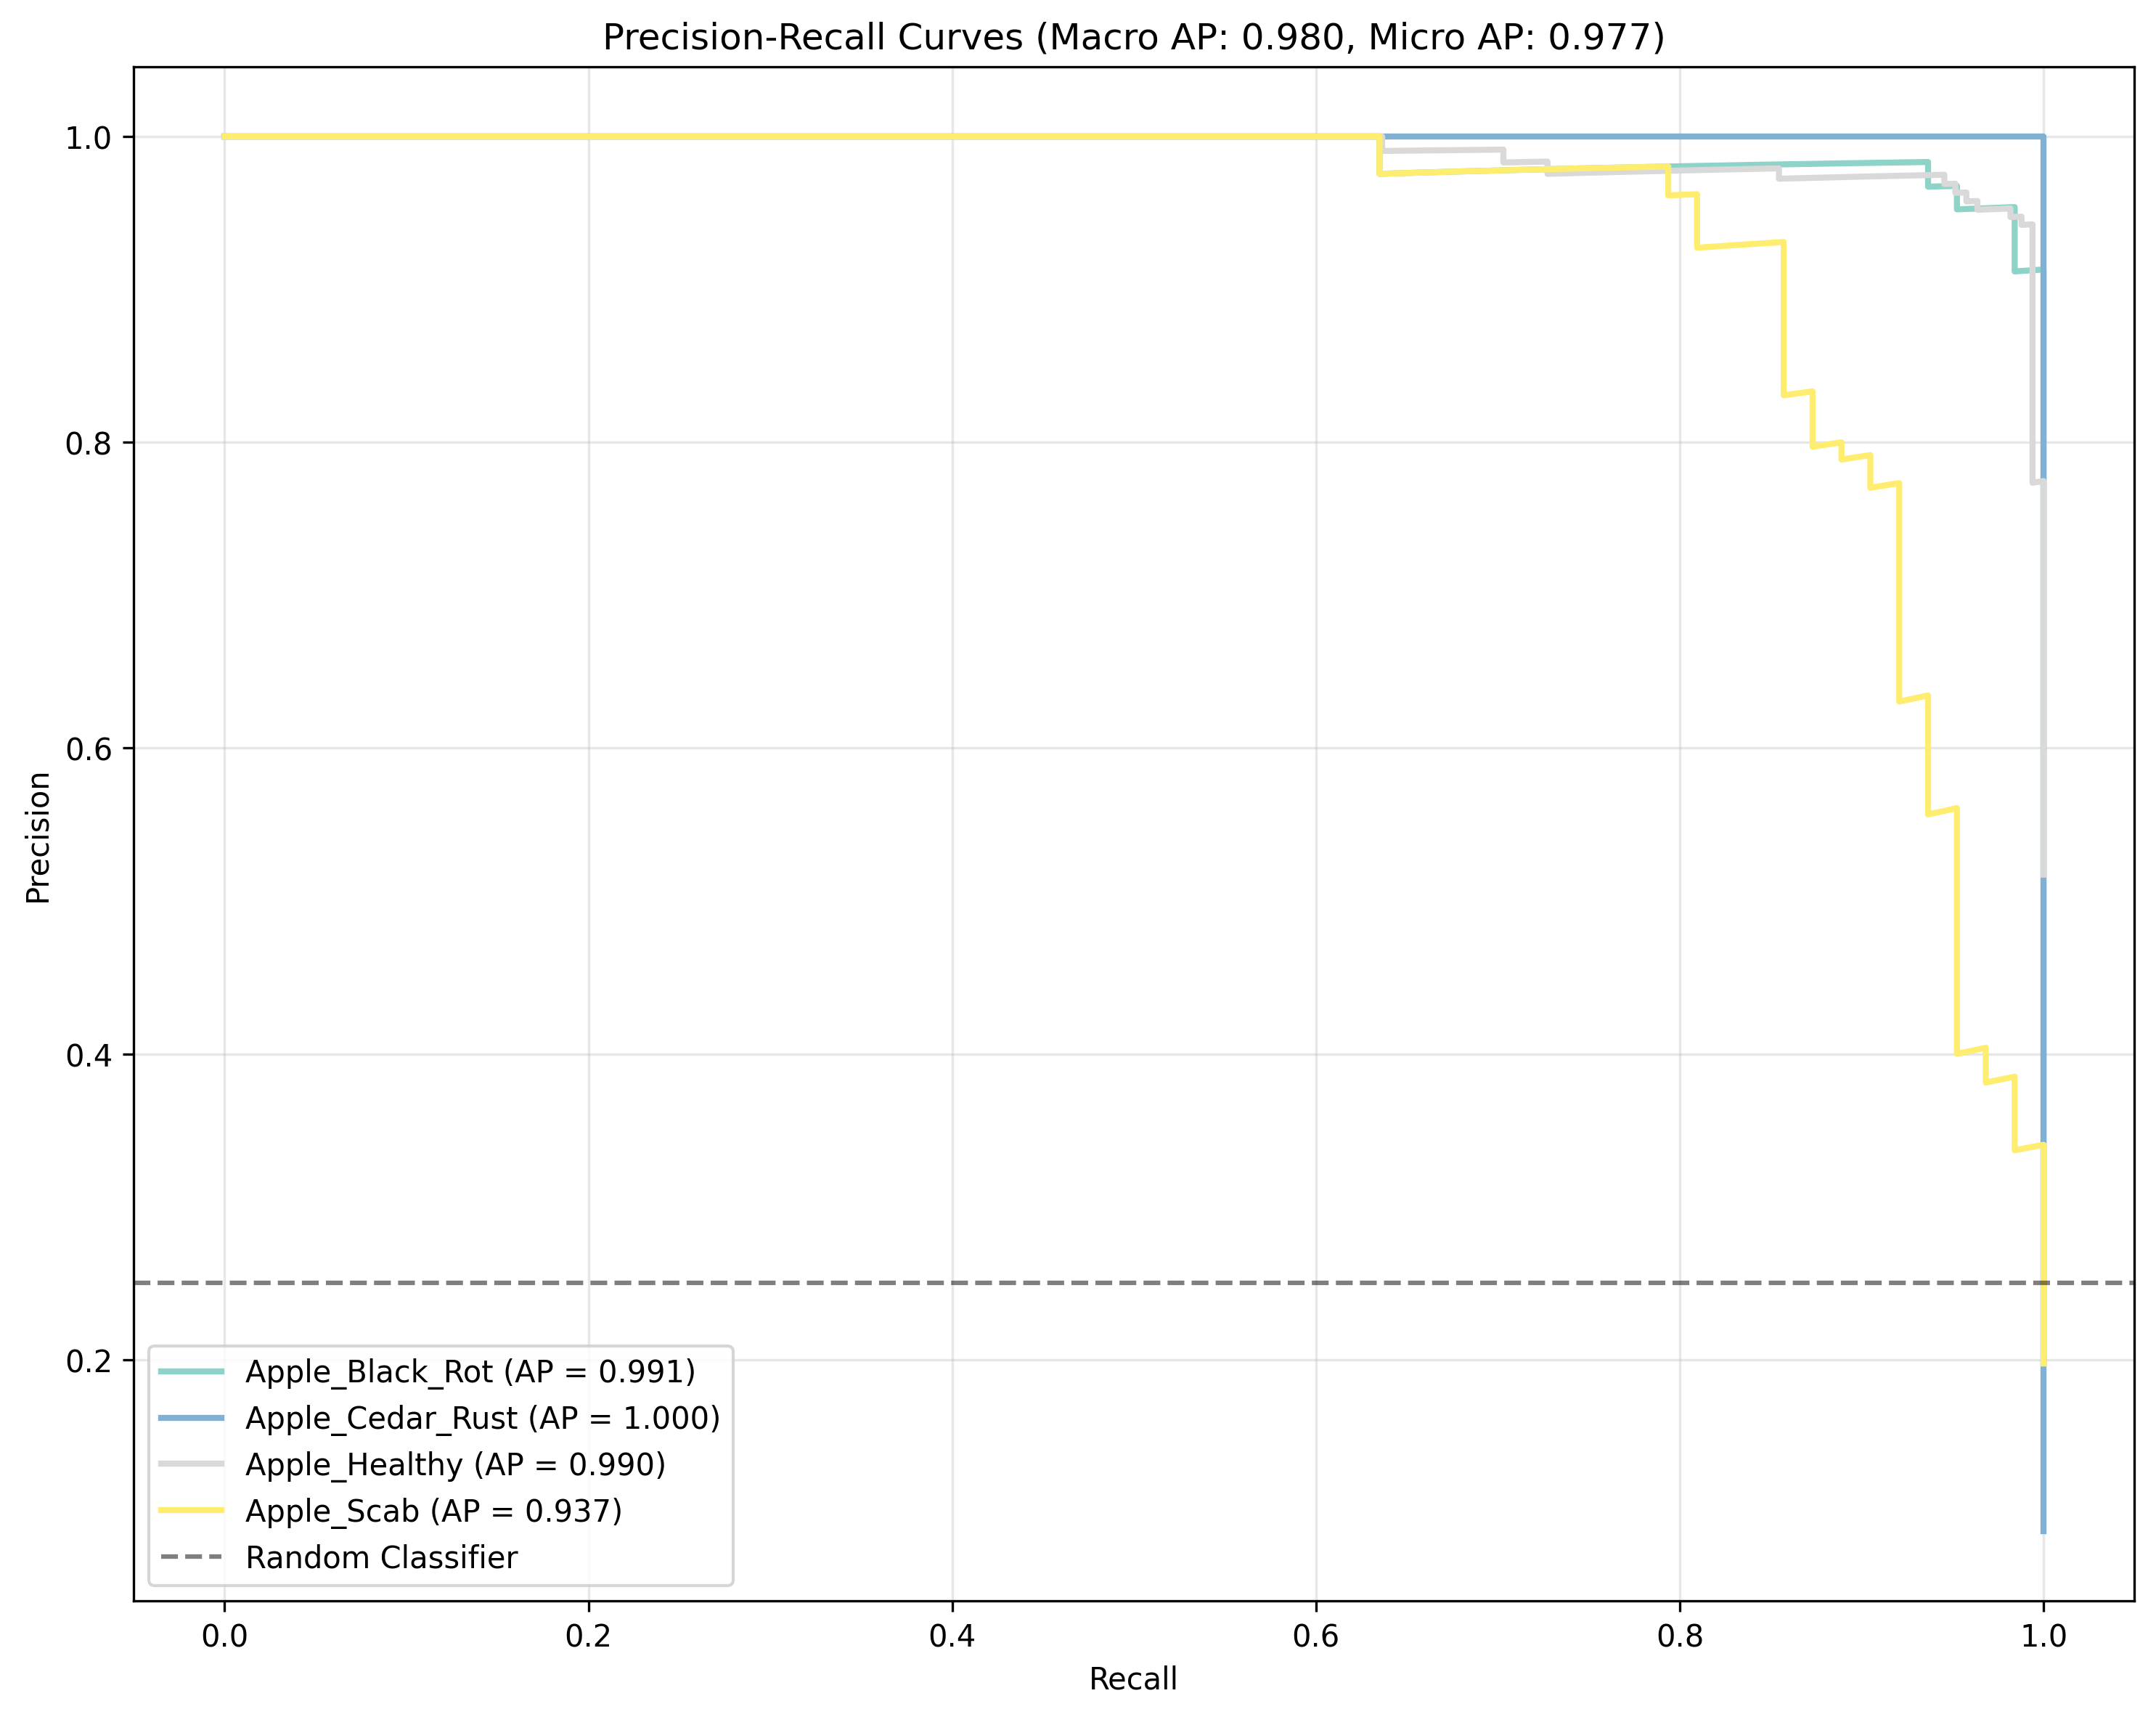 Precision-Recall Curves (Macro AP: 0.980, Micro AP: 0.977)
1.0
0.8
0.6
0.4
0.2
Precision
Apple_Black_Rot (AP = 0.991)
Apple_Cedar_Rust (AP = 1.000)
Apple_Healthy (AP = 0.990)
Apple_Scab (AP = 0.937)
Random Classifier
0.0 0.2 0.4 0.6 0.8 1.0
Recall